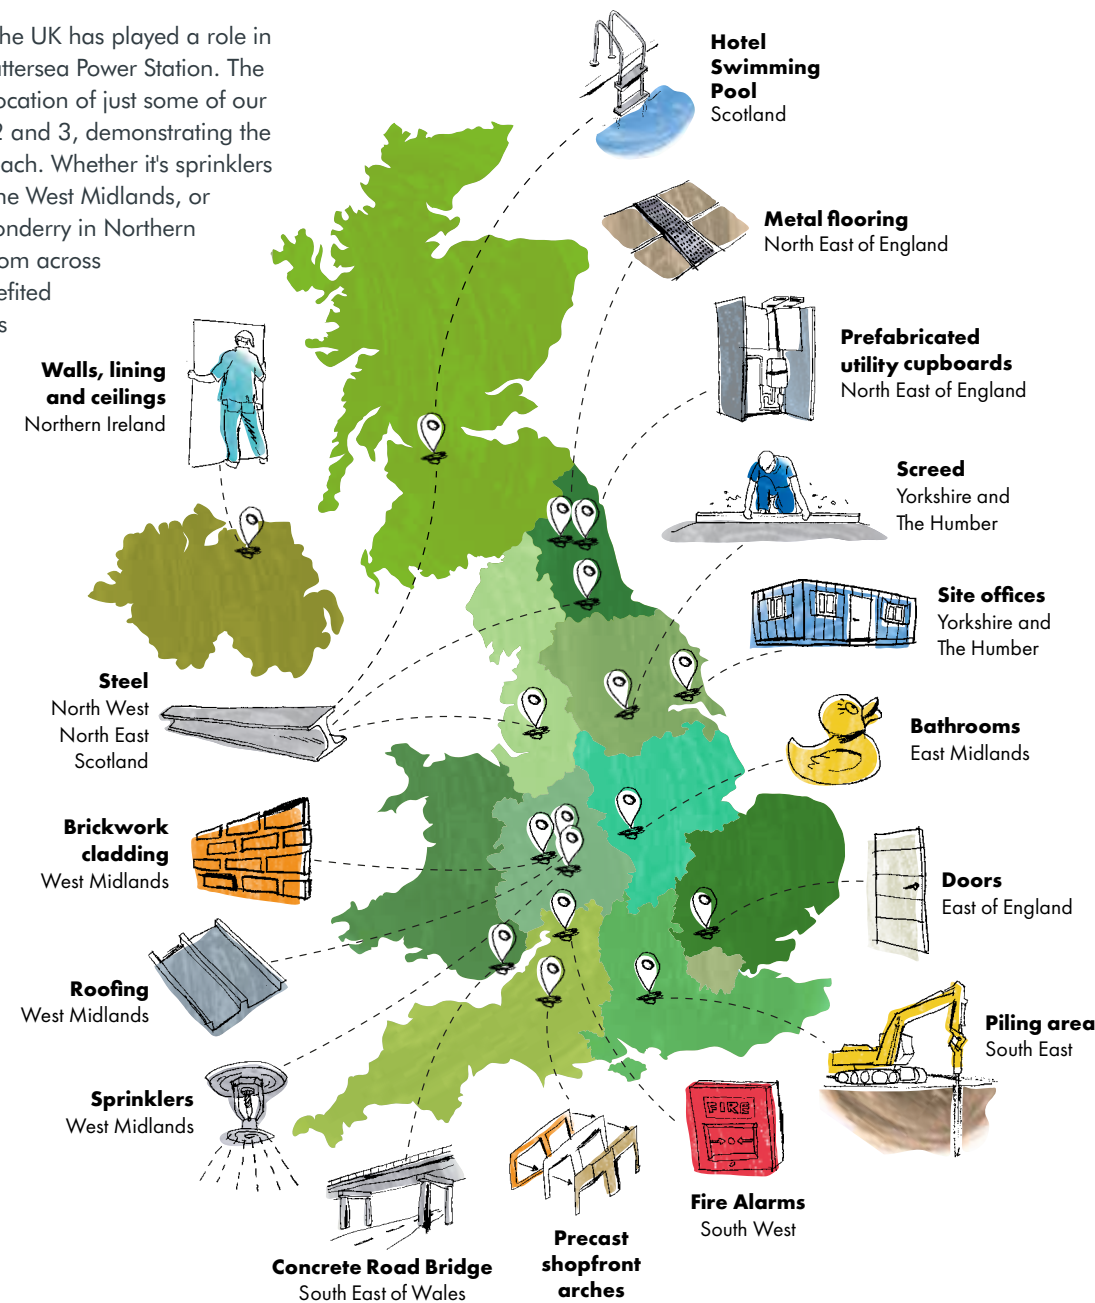 he UK has played a role in
ttersea Power Station. The
ocation of just some of our
2 and 3, demonstrating the
ach. Whether it's sprinklers
ne West Midlands, or
onderry in Northern
om across
efited
s
Hotel
Swimming
Pool
Scotland
Metal flooring
North East of England
Prefabricated
utility cupboards
North East of England
Walls, lining
and ceilings
Northern Ireland
Screed
Yorkshire and
The Humber
Site offices
Yorkshire and
The Humber
Steel
North West
North East
Scotland
Bathrooms
East Midlands
Brickwork
cladding
West Midlands
Doors
East of England
Roofing
West Midlands
Piling area
South East
Sprinklers
West Midlands
FIRE
Fire Alarms
South West
Precast
shopfront
arches
Concrete Road Bridge
South East of Wales